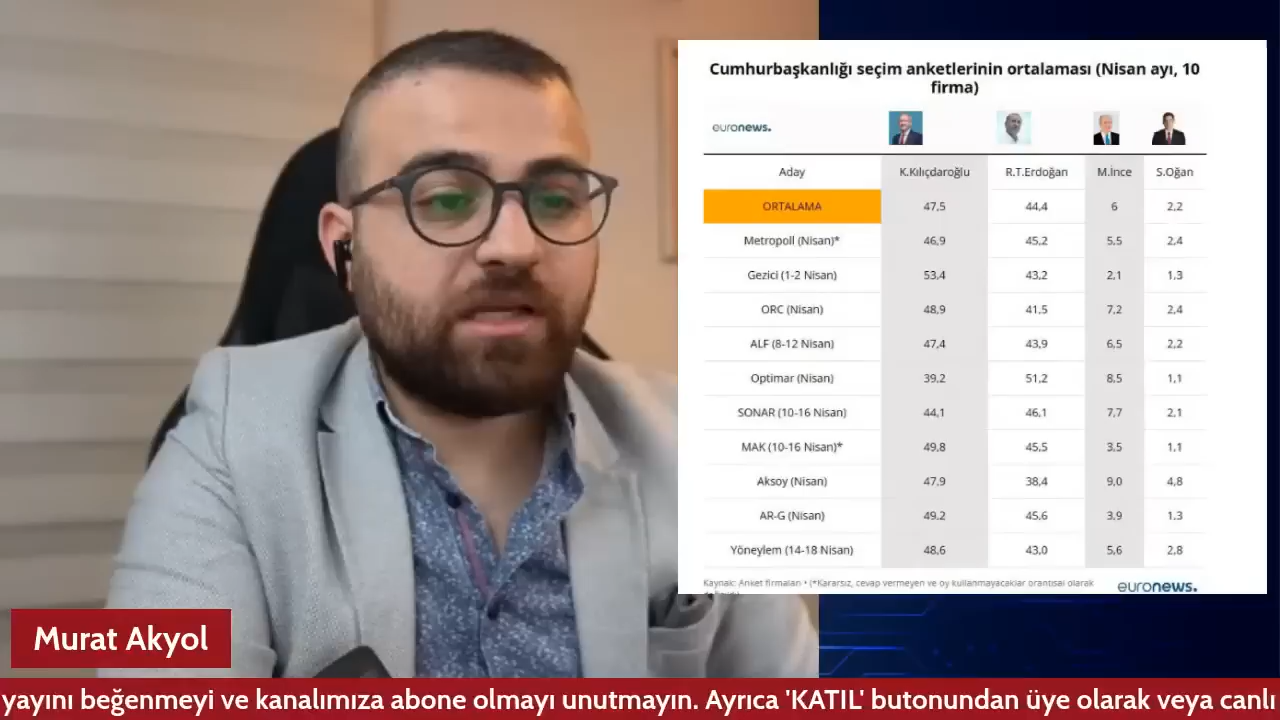 Cumhurbaşkanlığı seçim anketlerinin ortalaması (Nisan ayı, 10
firma)
euronews.
Aday K.Kılıçdaroğlu R.T.Erdoğan M.İnce S.Oğan
ORTALAMA 47,5 44,4 6 2,2
Metropoll (Nisan)* 46,9 45,2 5,5 2,4
Gezici (1-2 Nisan) 53,4 43,2 2,1 1,3
ORC (Nisan) 48,9 41,5 7,2 2,4
ALF (8-12 Nisan) 47,4 43,9 6,5 2,2
Optimar (Nisan) 39,2 51,2 8,5 1,1
SONAR (10-16 Nisan) 44,1 46,1 7,7 2,1
MAK (10-16 Nisan)* 49,8 45,5 3,5 1,1
Aksoy (Nisan) 47,9 38,4 9,0 4,8
AR-G (Nisan) 49,2 45,6 3,9 1,3
Yöneylem (14-18 Nisan) 48,6 43,0 5,6 2,8
Kaynak: Anket firmaları • (*Kararsız, cevap vermeyen ve oy kullanmayacaklar orantısal olarak
euronews.
Murat Akyol
yayını beğenmeyi ve kanalımıza abone olmayı unutmayın. Ayrıca 'KATIL' butonundan üye olarak veya canlı